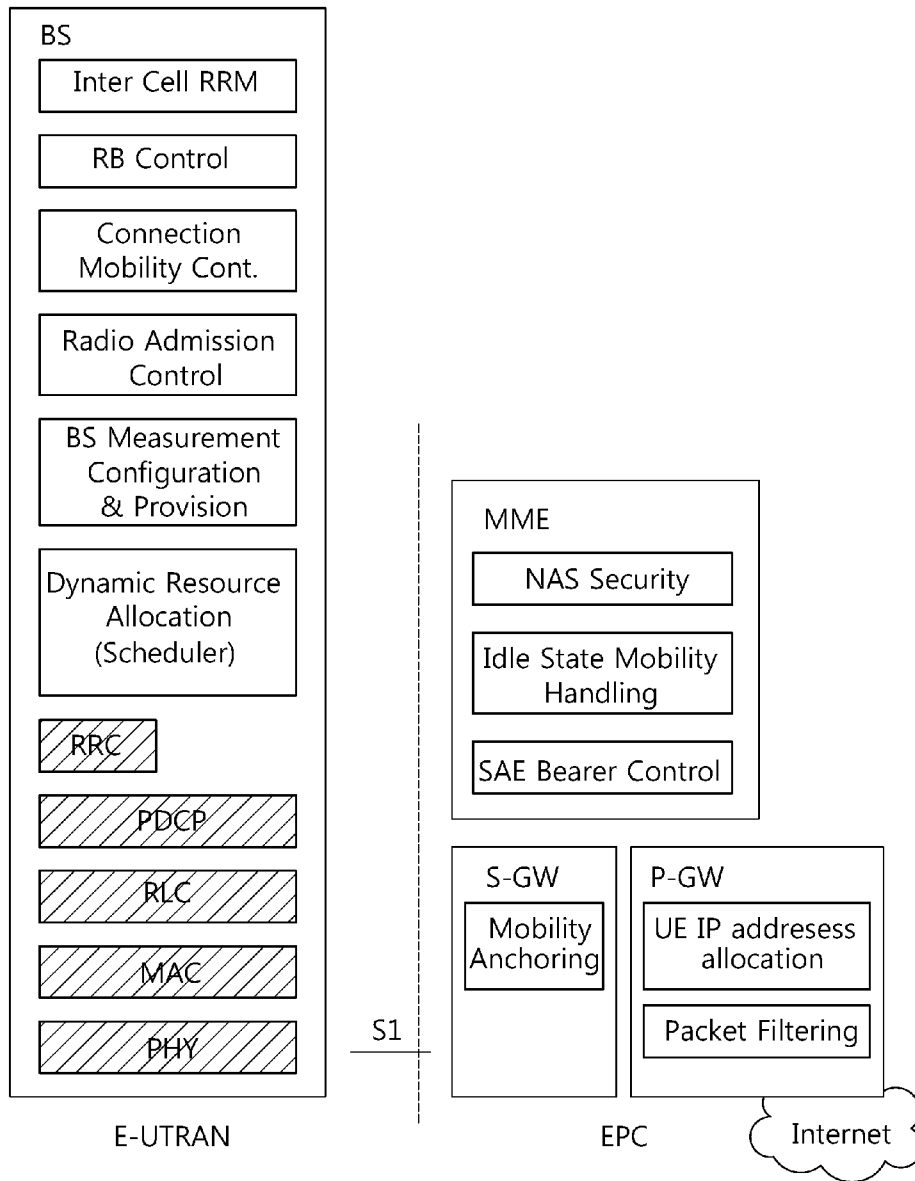 BS
Inter Cell RRM
RB Control
Connection
Mobility Cont.
Radio Admission
Control
BS Measurement
Configuration
& Provision
Dynamic Resource
Allocation
(Scheduler)
RRC
PDCP
RLC
MAC
PHY
E-UTRAN
S1
MME
NAS Security
Idle State Mobility
Handling
SAE Bearer Control
S-GW
Mobility
Anchoring
P-GW
UE IP addresess
allocation
Packet Filtering
EPC
Internet